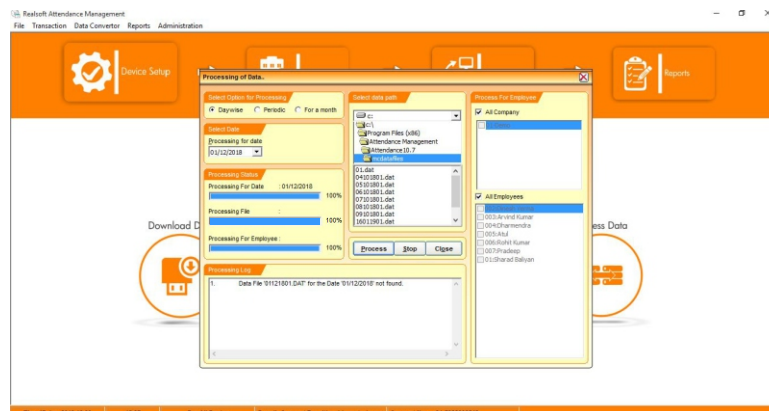 Realsoft Attendance Management
File Transaction Data Convertor Reports Administration
Device Setup
Reports
Processing of Data..
Select Option for Processing
Daywise Periodic For a month
Select Date
Processing for date
01/12/2018
Processing Status
Processing For Date : 01/12/2018
100%
Processing File :
100%
Processing For Employee :
100%
Select data path
c:
c:\
Program Files (x86)
Attendance Management
Attendance10.7
mcdatafiles
01.dat
04101801.dat
05101801.dat
06101801.dat
07101801.dat
08101801.dat
09101801.dat
16011901.dat
Process Stop Close
Process For Employee
All Company
All Employees
003:Arvind Kumar
004:Dharmendra
005:Atul
006:Rohit Kumar
007:Pradeep
01:Sharad Baliyan
Processing Log
1. Data File '01121801.DAT' for the Date '01/12/2018' not found.
Download D
ess Data